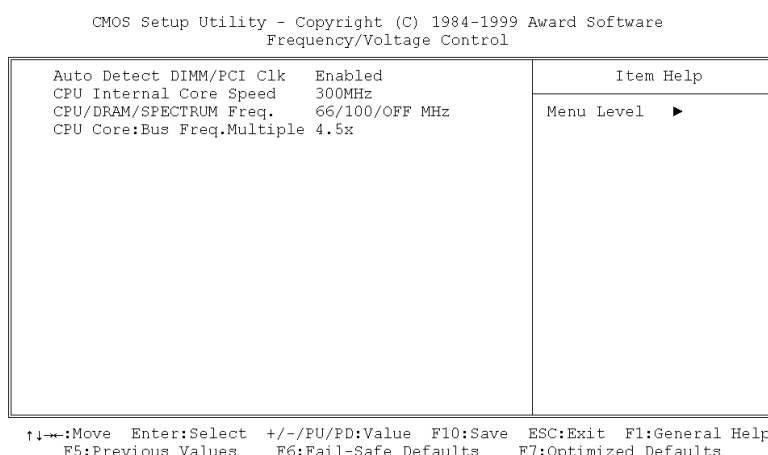 CMOS Setup Utility - Copyright (C) 1984-1999 Award Software
Frequency/Voltage Control
Auto Detect DIMM/PCI Clk   Enabled
CPU Internal Core Speed    300MHz
CPU/DRAM/SPECTRUM Freq.    66/100/OFF MHz
CPU Core:Bus Freq.Multiple 4.5x
Item Help
Menu Level ►
↑↓→←:Move  Enter:Select  +/-/PU/PD:Value  F10:Save  ESC:Exit  F1:General Help
F5:Previous Values    F6:Fail-Safe Defaults    F7:Optimized Defaults